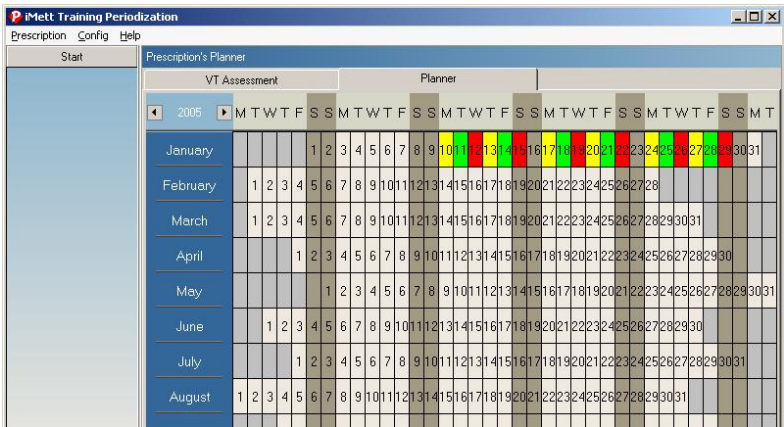 iMett Training Periodization
Prescription Config Help
Start
Prescription's Planner
VT Assessment Planner
2005 M T W T F S S M T W T F S S M T W T F S S M T W T F S S M T W T F S S M T
January 1 2 3 4 5 6 7 8 9 10 11 12 13 14 15 16 17 18 19 20 21 22 23 24 25 26 27 28 29 30 31
February 1 2 3 4 5 6 7 8 9 10 11 12 13 14 15 16 17 18 19 20 21 22 23 24 25 26 27 28
March 1 2 3 4 5 6 7 8 9 10 11 12 13 14 15 16 17 18 19 20 21 22 23 24 25 26 27 28 29 30 31
April 1 2 3 4 5 6 7 8 9 10 11 12 13 14 15 16 17 18 19 20 21 22 23 24 25 26 27 28 29 30
May 1 2 3 4 5 6 7 8 9 10 11 12 13 14 15 16 17 18 19 20 21 22 23 24 25 26 27 28 29 30 31
June 1 2 3 4 5 6 7 8 9 10 11 12 13 14 15 16 17 18 19 20 21 22 23 24 25 26 27 28 29 30
July 1 2 3 4 5 6 7 8 9 10 11 12 13 14 15 16 17 18 19 20 21 22 23 24 25 26 27 28 29 30 31
August 1 2 3 4 5 6 7 8 9 10 11 12 13 14 15 16 17 18 19 20 21 22 23 24 25 26 27 28 29 30 31